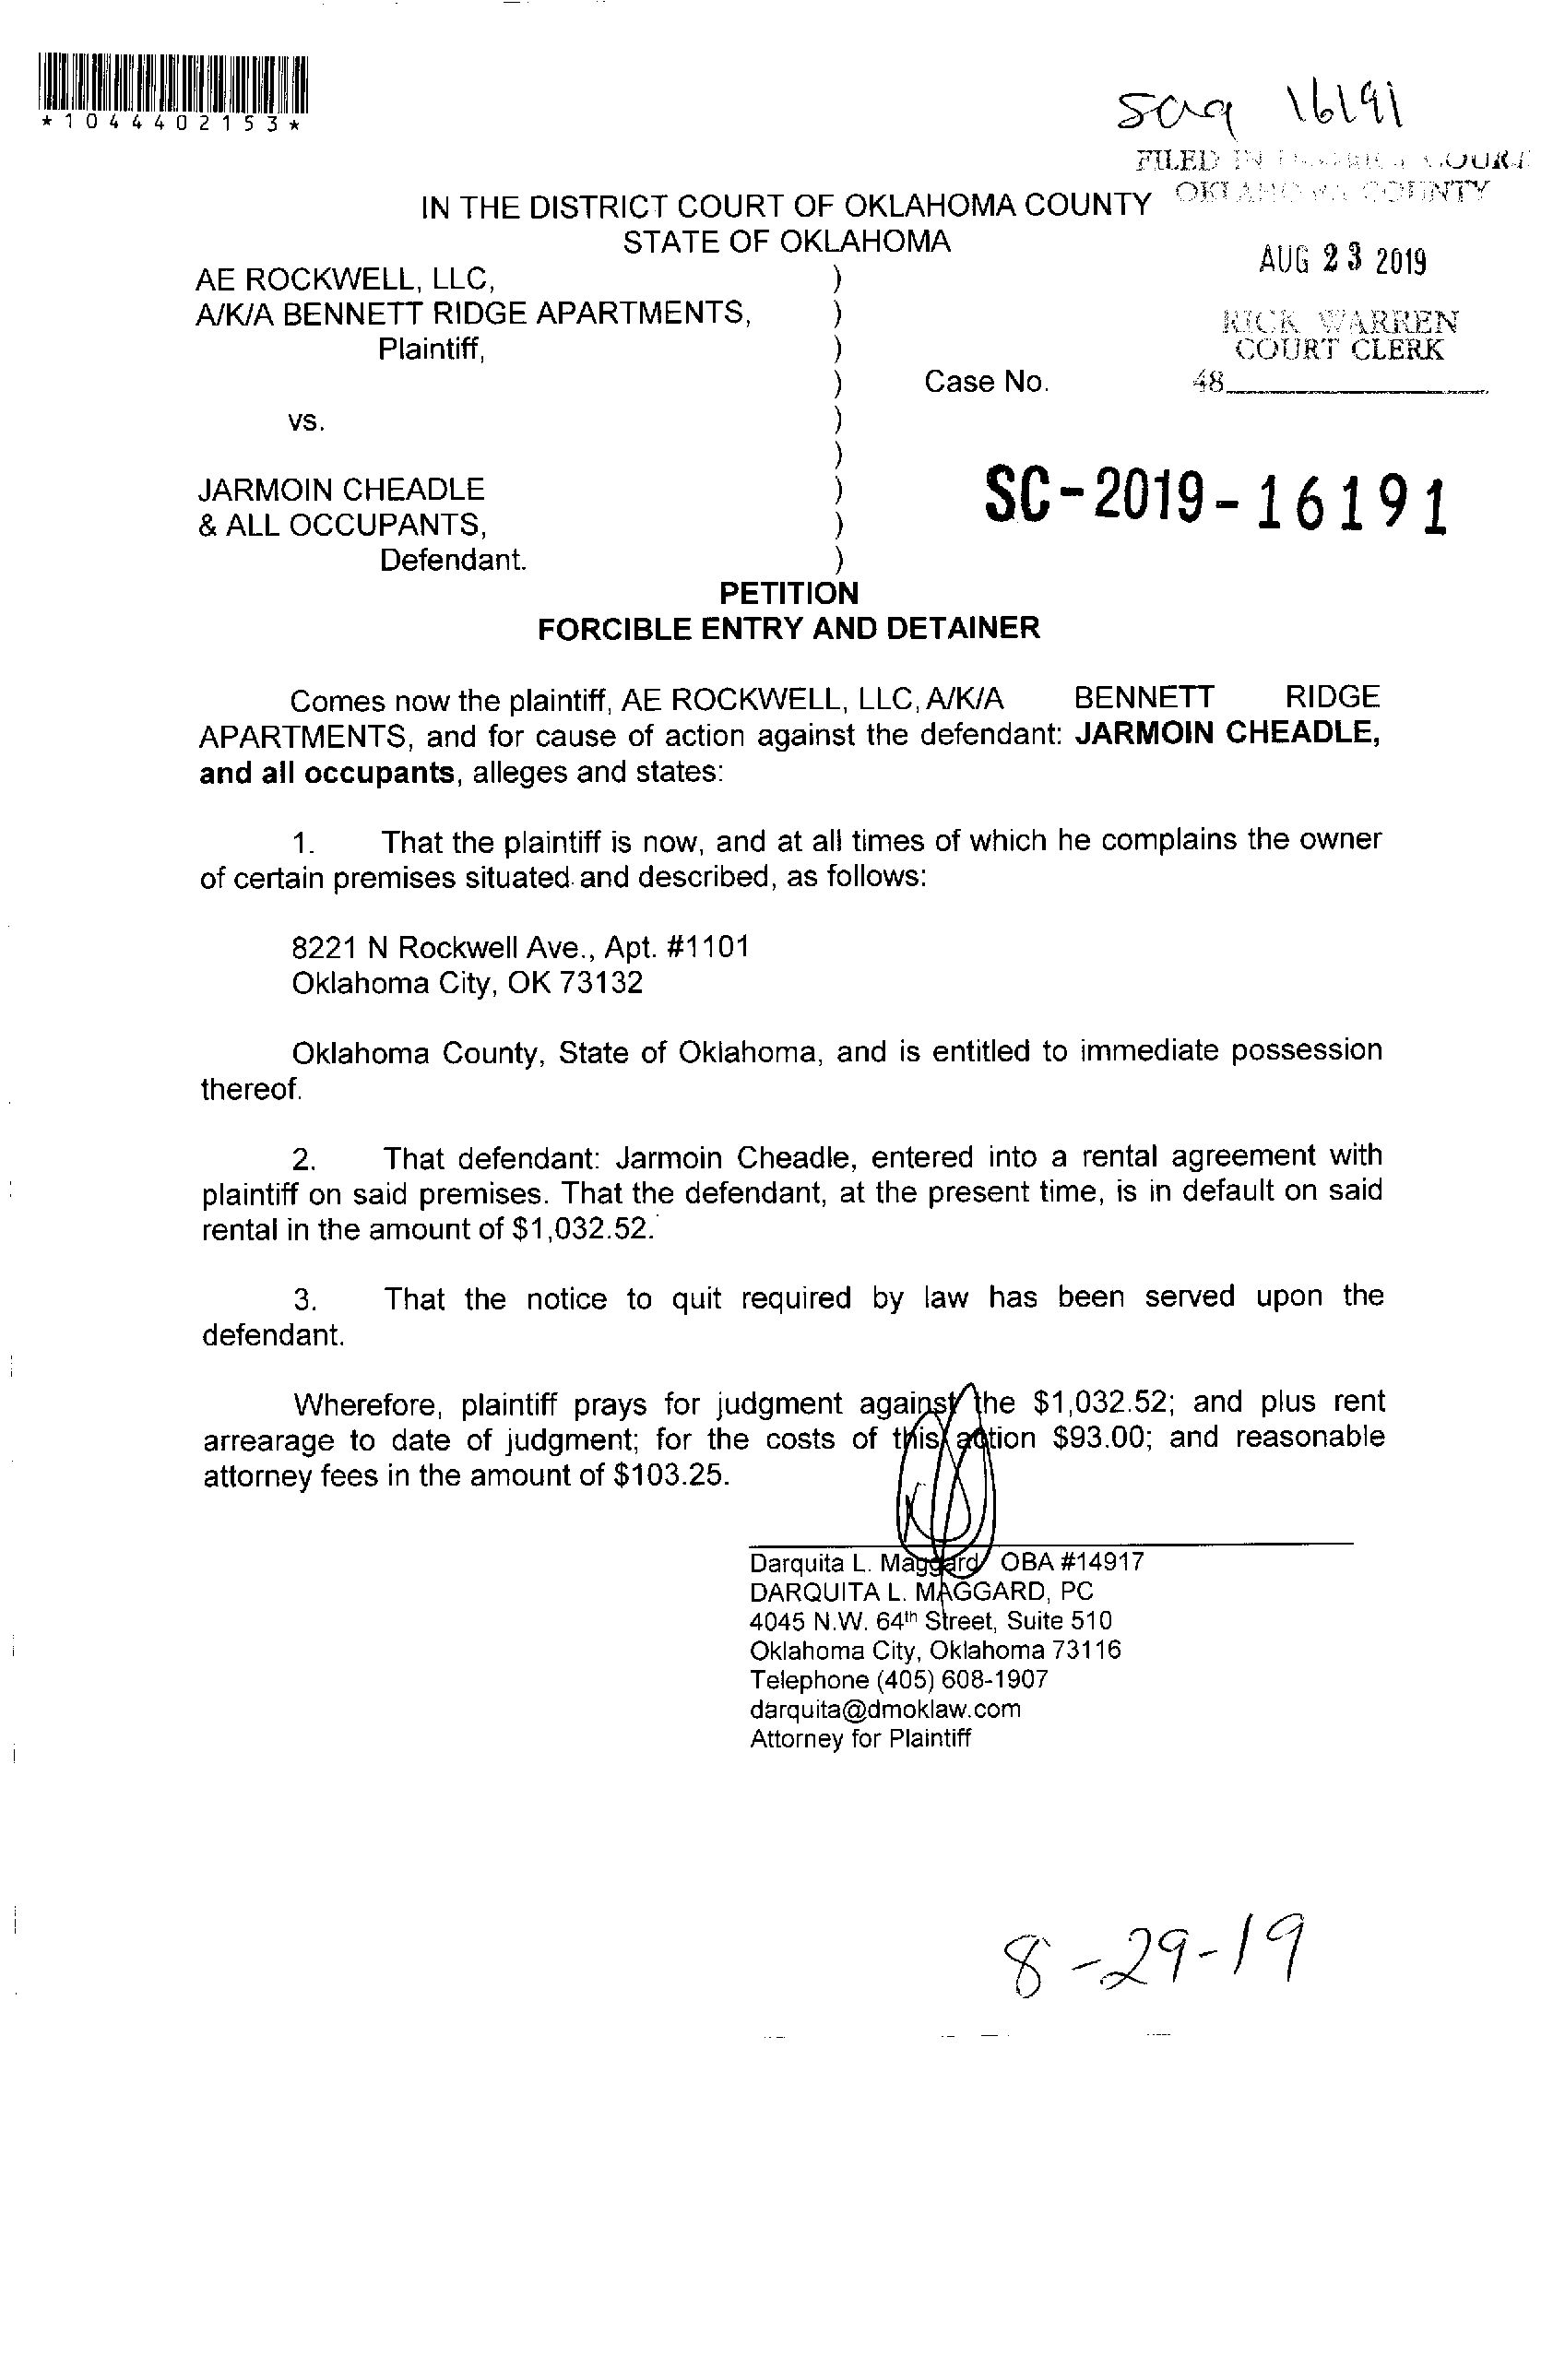 *1044402153*
16191
FILED IN DISTRICT COURT
OKLAHOMA COUNTY
IN THE DISTRICT COURT OF OKLAHOMA COUNTY
STATE OF OKLAHOMA
AUG 23 2019
AE ROCKWELL, LLC, )
A/K/A BENNETT RIDGE APARTMENTS, )
RICK WARREN
Plaintiff, )
COURT CLERK
) Case No. 48
vs. )
)
JARMOIN CHEADLE )
SC-2019-16191
& ALL OCCUPANTS, )
Defendant. )
PETITION
FORCIBLE ENTRY AND DETAINER
Comes now the plaintiff, AE ROCKWELL, LLC, A/K/A BENNETT RIDGE
APARTMENTS, and for cause of action against the defendant: JARMOIN CHEADLE,
and all occupants, alleges and states:
1. That the plaintiff is now, and at all times of which he complains the owner
of certain premises situated and described, as follows:
8221 N Rockwell Ave., Apt. #1101
Oklahoma City, OK 73132
Oklahoma County, State of Oklahoma, and is entitled to immediate possession
thereof.
2. That defendant: Jarmoin Cheadle, entered into a rental agreement with
plaintiff on said premises. That the defendant, at the present time, is in default on said
rental in the amount of $1,032.52.
3. That the notice to quit required by law has been served upon the
defendant.
Wherefore, plaintiff prays for judgment against the $1,032.52; and plus rent
arrearage to date of judgment; for the costs of this action $93.00; and reasonable
attorney fees in the amount of $103.25.
Darquita L. Maggard, OBA #14917
DARQUITA L. MAGGARD, PC
4045 N.W. 64th Street, Suite 510
Oklahoma City, Oklahoma 73116
Telephone (405) 608-1907
darquita@dmoklaw.com
Attorney for Plaintiff
8-29-19